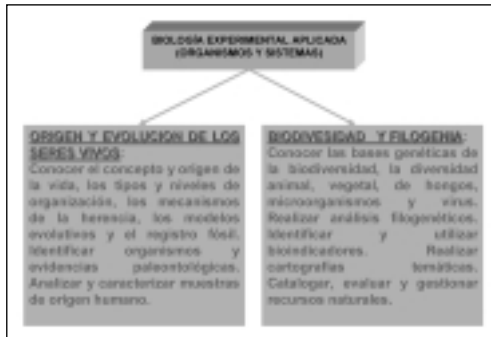 BIOLOGÍA EXPERIMENTAL APLICADA
(ORGANISMOS Y SISTEMAS)
ORIGEN Y EVOLUCION DE LOS
SERES VIVOS:
Conocer el concepto y origen de
la vida, los tipos y niveles de
organización, los mecanismos
de la herencia, los modelos
evolutivos y el registro fósil.
Identificar organismos y
evidencias paleontológicas.
Analizar y caracterizar muestras
de origen humano.
BIODIVESIDAD Y FILOGENIA:
Conocer las bases genéticas de
la biodiversidad, la diversidad
animal, vegetal, de hongos,
microorganismos y virus.
Realizar análisis filogenéticos.
Identificar y utilizar
bioindicadores. Realizar
cartografías temáticas.
Catalogar, evaluar y gestionar
recursos naturales.